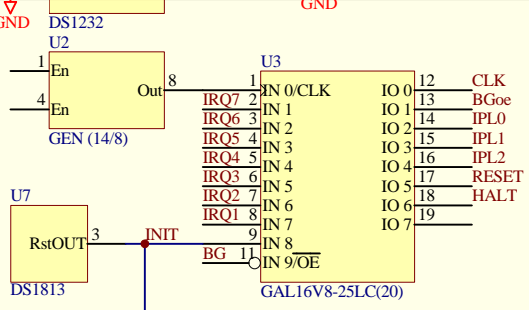 GND
GND
DS1232
U2
1 En
4 En
Out 8
GEN (14/8)
U3
1 IN 0/CLK
IRQ7 2 IN 1
IRQ6 3 IN 2
IRQ5 4 IN 3
IRQ4 5 IN 4
IRQ3 6 IN 5
IRQ2 7 IN 6
IRQ1 8 IN 7
9 IN 8
BG 11 IN 9/OE
IO 0 12 CLK
IO 1 13 BGoe
IO 2 14 IPL0
IO 3 15 IPL1
IO 4 16 IPL2
IO 5 17 RESET
IO 6 18 HALT
IO 7 19
GAL16V8-25LC(20)
U7
RstOUT 3 INIT
DS1813